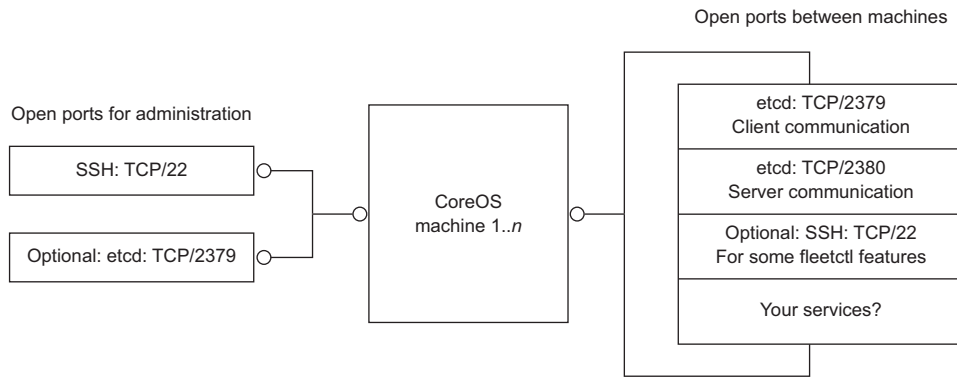 Open ports between machines
Open ports for administration
SSH: TCP/22
Optional: etcd: TCP/2379
CoreOS
machine 1..n
etcd: TCP/2379
Client communication
etcd: TCP/2380
Server communication
Optional: SSH: TCP/22
For some fleetctl features
Your services?